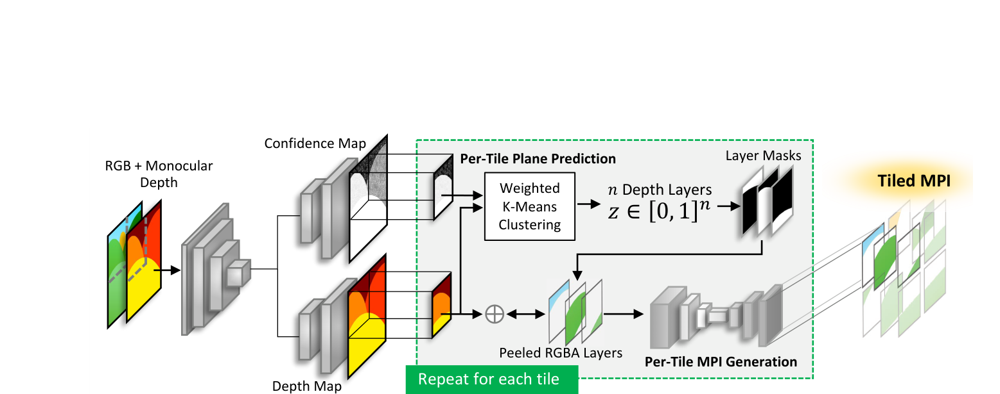 RGB + Monocular
Depth
Confidence Map
Depth Map
Per-Tile Plane Prediction
Weighted
K-Means
Clustering
n Depth Layers
z ∈ [0, 1]ⁿ
Layer Masks
Peeled RGBA Layers
Per-Tile MPI Generation
Repeat for each tile
Tiled MPI